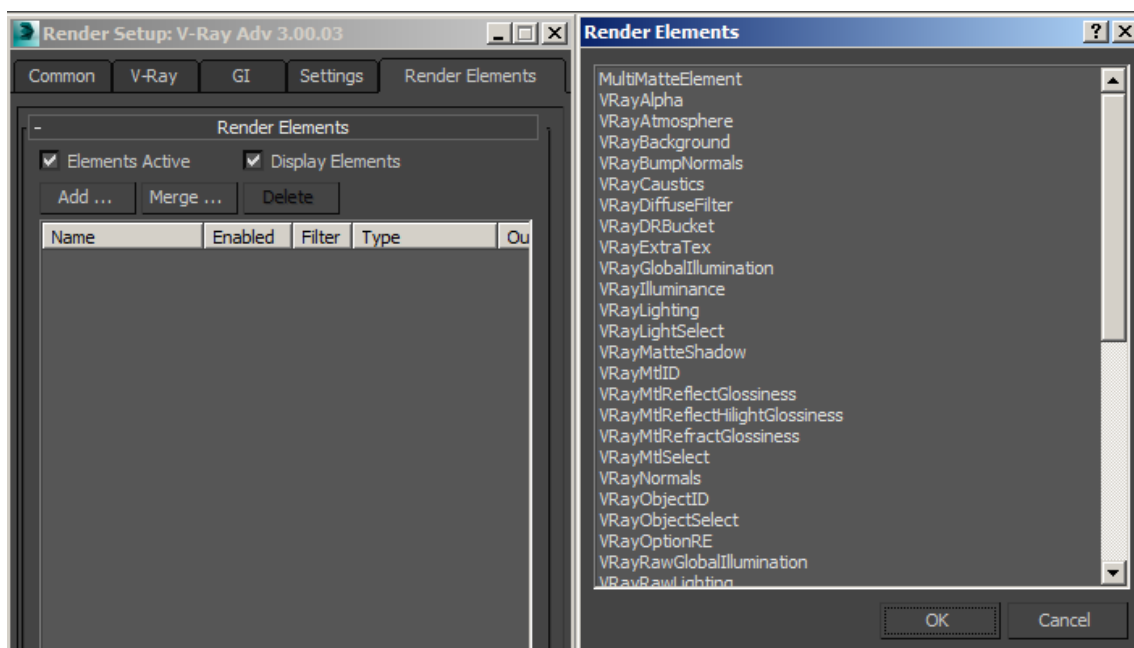 Render Setup: V-Ray Adv 3.00.03
Common V-Ray GI Settings Render Elements
- Render Elements
Elements Active Display Elements
Add ... Merge ... Delete
Name Enabled Filter Type Ou
Render Elements
MultiMatteElement
VRayAlpha
VRayAtmosphere
VRayBackground
VRayBumpNormals
VRayCaustics
VRayDiffuseFilter
VRayDRBucket
VRayExtraTex
VRayGlobalIllumination
VRayIlluminance
VRayLighting
VRayLightSelect
VRayMatteShadow
VRayMtlID
VRayMtlReflectGlossiness
VRayMtlReflectHilightGlossiness
VRayMtlRefractGlossiness
VRayMtlSelect
VRayNormals
VRayObjectID
VRayObjectSelect
VRayOptionRE
VRayRawGlobalIllumination
VRayRawLighting
OK Cancel